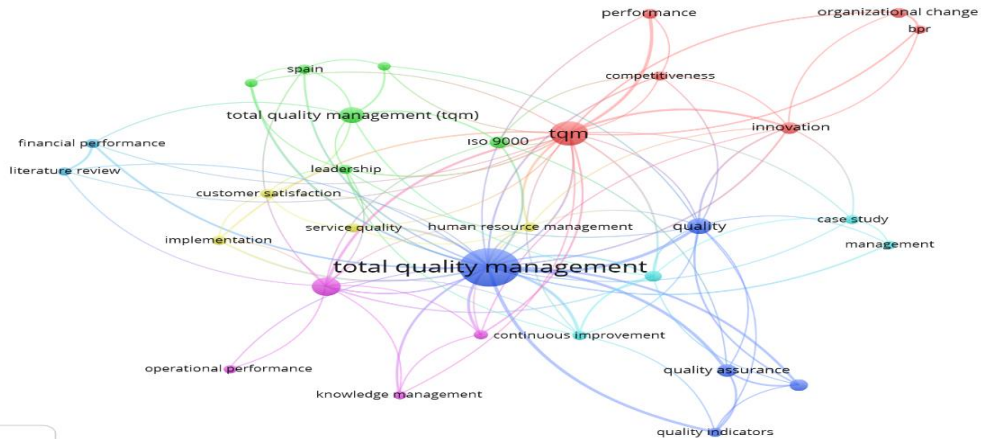 performance
organizational change
bpr
spain
competitiveness
total quality management (tqm)
innovation
tqm
iso 9000
financial performance
literature review
leadership
customer satisfaction
case study
service quality
human resource management
quality
implementation
management
total quality management
continuous improvement
operational performance
quality assurance
knowledge management
quality indicators